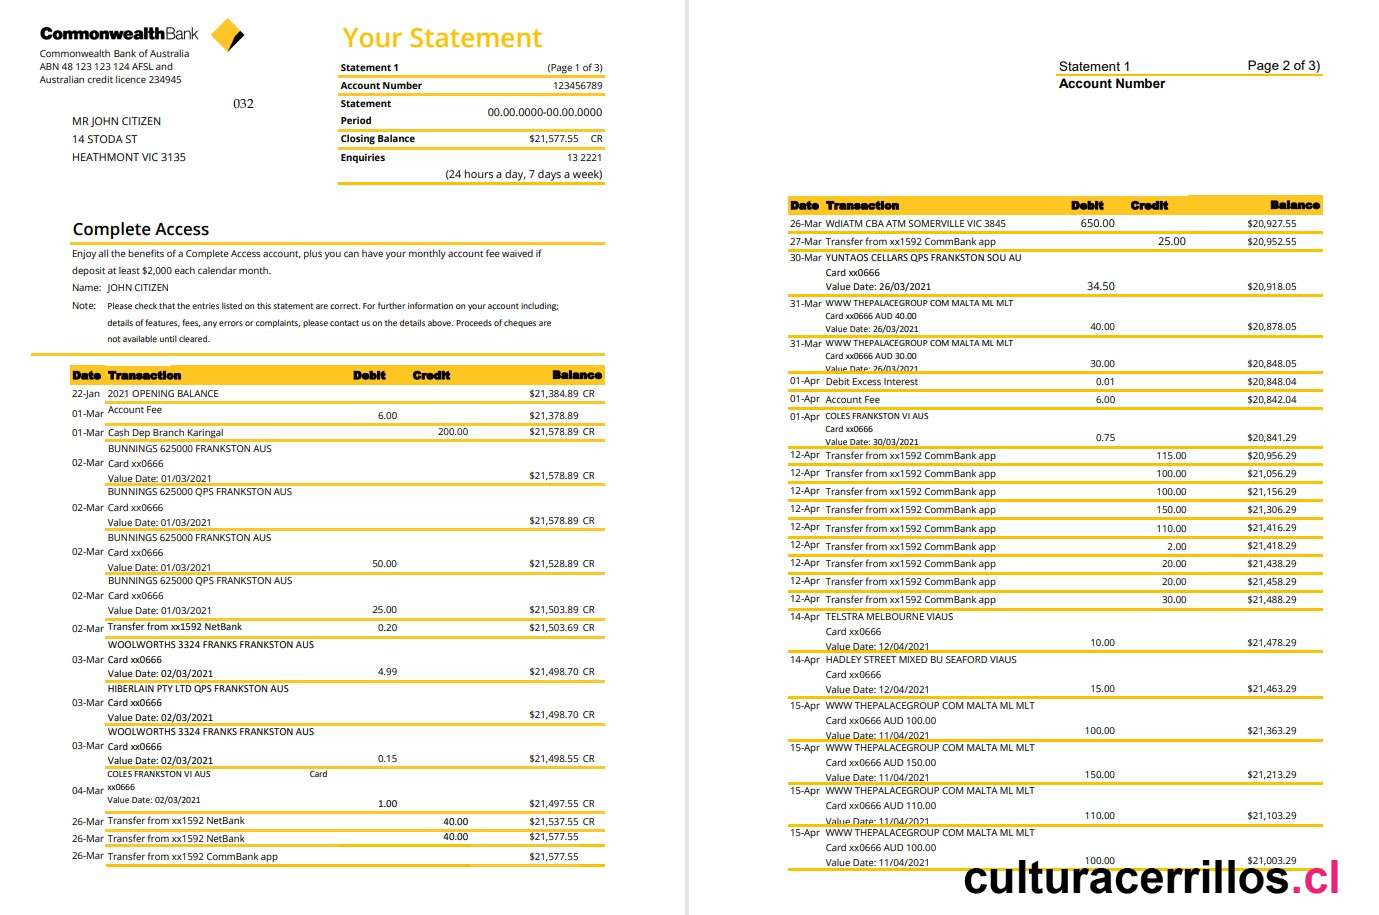 CommonwealthBank
Commonwealth Bank of Australia
ABN 48 123 123 124 AFSL and
Australian credit licence 234945
032
MR JOHN CITIZEN
14 STODA ST
HEATHMONT VIC 3135
Your Statement
Statement 1 (Page 1 of 3)
Account Number 123456789
Statement
Period 00.00.0000-00.00.0000
Closing Balance $21,577.55 CR
Enquiries 13 2221
(24 hours a day, 7 days a week)
Complete Access
Enjoy all the benefits of a Complete Access account, plus you can have your monthly account fee waived if
deposit at least $2,000 each calendar month.
Name: JOHN CITIZEN
Note: Please check that the entries listed on this statement are correct. For further information on your account including;
details of features, fees, any errors or complaints, please contact us on the details above. Proceeds of cheques are
not available until cleared.
Date Transaction Debit Credit Balance
22-Jan 2021 OPENING BALANCE $21,384.89 CR
01-Mar Account Fee 6.00 $21,378.89
01-Mar Cash Dep Branch Karingal 200.00 $21,578.89 CR
BUNNINGS 625000 FRANKSTON AUS
02-Mar Card xx0666
Value Date: 01/03/2021 $21,578.89 CR
BUNNINGS 625000 QPS FRANKSTON AUS
02-Mar Card xx0666
Value Date: 01/03/2021 $21,578.89 CR
BUNNINGS 625000 FRANKSTON AUS
02-Mar Card xx0666
Value Date: 01/03/2021 50.00 $21,528.89 CR
BUNNINGS 625000 QPS FRANKSTON AUS
02-Mar Card xx0666
Value Date: 01/03/2021 25.00 $21,503.89 CR
02-Mar Transfer from xx1592 NetBank 0.20 $21,503.69 CR
WOOLWORTHS 3324 FRANKS FRANKSTON AUS
03-Mar Card xx0666
Value Date: 02/03/2021 4.99 $21,498.70 CR
HIBERLAIN PTY LTD QPS FRANKSTON AUS
03-Mar Card xx0666
Value Date: 02/03/2021 $21,498.70 CR
WOOLWORTHS 3324 FRANKS FRANKSTON AUS
03-Mar Card xx0666
Value Date: 02/03/2021 0.15 $21,498.55 CR
COLES FRANKSTON VI AUS Card
04-Mar xx0666
Value Date: 02/03/2021 1.00 $21,497.55 CR
26-Mar Transfer from xx1592 NetBank 40.00 $21,537.55 CR
26-Mar Transfer from xx1592 NetBank 40.00 $21,577.55
26-Mar Transfer from xx1592 CommBank app $21,577.55
Statement 1 Page 2 of 3)
Account Number
Date Transaction Debit Credit Balance
26-Mar WdlATM CBA ATM SOMERVILLE VIC 3845 650.00 $20,927.55
27-Mar Transfer from xx1592 CommBank app 25.00 $20,952.55
30-Mar YUNTAOS CELLARS QPS FRANKSTON SOU AU
Card xx0666
Value Date: 26/03/2021 34.50 $20,918.05
31-Mar WWW THEPALACEGROUP COM MALTA ML MLT
Card xx0666 AUD 40.00
Value Date: 26/03/2021 40.00 $20,878.05
31-Mar WWW THEPALACEGROUP COM MALTA ML MLT
Card xx0666 AUD 30.00
Value Date: 26/03/2021 30.00 $20,848.05
01-Apr Debit Excess Interest 0.01 $20,848.04
01-Apr Account Fee 6.00 $20,842.04
01-Apr COLES FRANKSTON VI AUS
Card xx0666
Value Date: 30/03/2021 0.75 $20,841.29
12-Apr Transfer from xx1592 CommBank app 115.00 $20,956.29
12-Apr Transfer from xx1592 CommBank app 100.00 $21,056.29
12-Apr Transfer from xx1592 CommBank app 100.00 $21,156.29
12-Apr Transfer from xx1592 CommBank app 150.00 $21,306.29
12-Apr Transfer from xx1592 CommBank app 110.00 $21,416.29
12-Apr Transfer from xx1592 CommBank app 2.00 $21,418.29
12-Apr Transfer from xx1592 CommBank app 20.00 $21,438.29
12-Apr Transfer from xx1592 CommBank app 20.00 $21,458.29
12-Apr Transfer from xx1592 CommBank app 30.00 $21,488.29
14-Apr TELSTRA MELBOURNE VIAUS
Card xx0666
Value Date: 12/04/2021 10.00 $21,478.29
14-Apr HADLEY STREET MIXED BU SEAFORD VIAUS
Card xx0666
Value Date: 12/04/2021 15.00 $21,463.29
15-Apr WWW THEPALACEGROUP COM MALTA ML MLT
Card xx0666 AUD 100.00
Value Date: 11/04/2021 100.00 $21,363.29
15-Apr WWW THEPALACEGROUP COM MALTA ML MLT
Card xx0666 AUD 150.00
Value Date: 11/04/2021 150.00 $21,213.29
15-Apr WWW THEPALACEGROUP COM MALTA ML MLT
Card xx0666 AUD 110.00
Value Date: 11/04/2021 110.00 $21,103.29
15-Apr WWW THEPALACEGROUP COM MALTA ML MLT
Card xx0666 AUD 100.00
Value Date: 11/04/2021 100.00 $21,003.29
culturacerrillos.cl